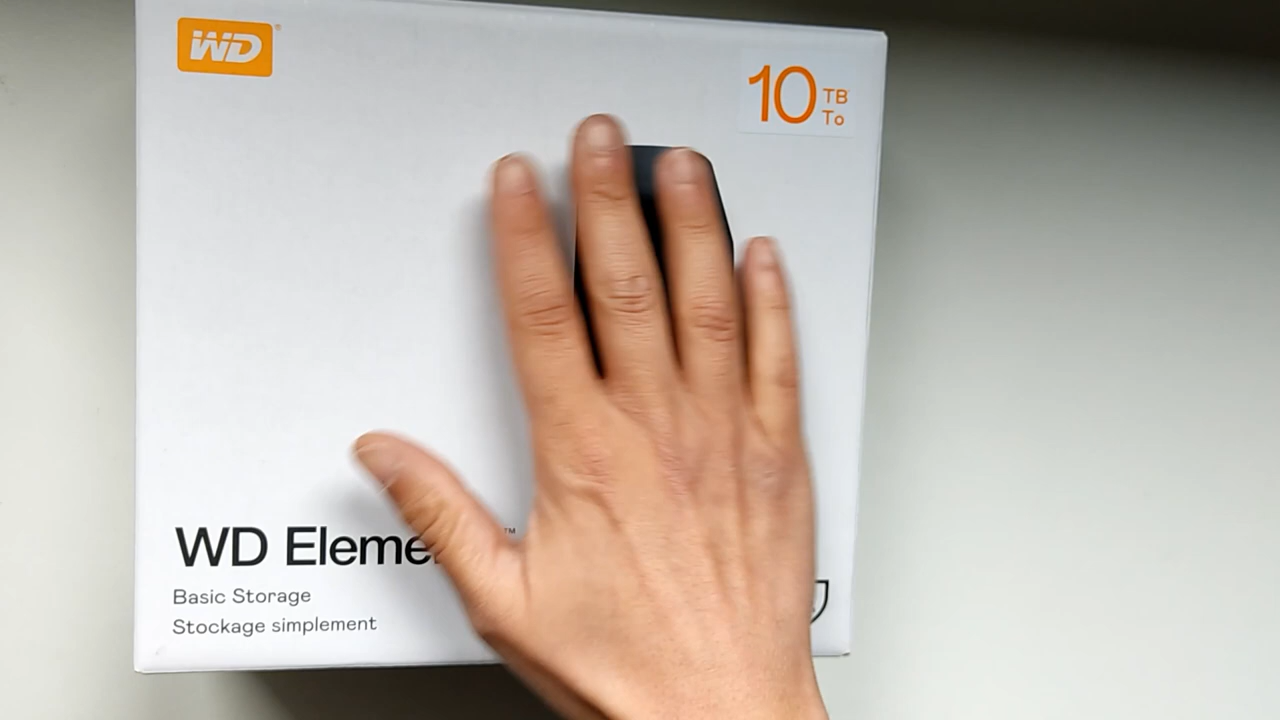 WD
10 TB
To
WD Eleme
Basic Storage
Stockage simplement